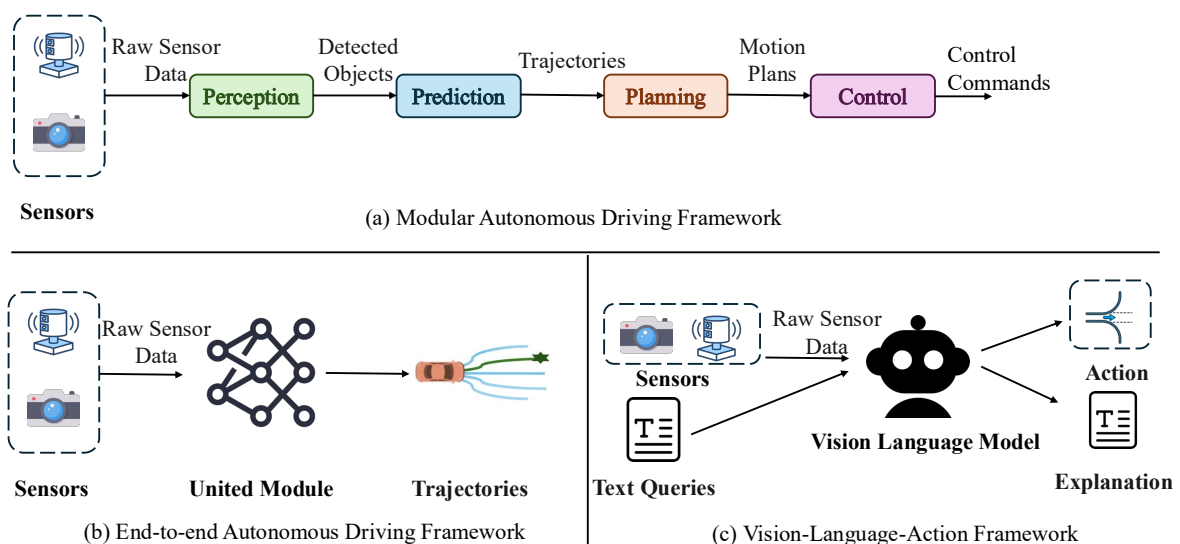 Raw Sensor
Data
Perception
Detected
Objects
Prediction
Trajectories
Planning
Motion
Plans
Control
Control
Commands
Sensors
(a) Modular Autonomous Driving Framework
Raw Sensor
Data
Sensors
United Module
Trajectories
(b) End-to-end Autonomous Driving Framework
Sensors
Raw Sensor
Data
T
Text Queries
Vision Language Model
Action
T
Explanation
(c) Vision-Language-Action Framework